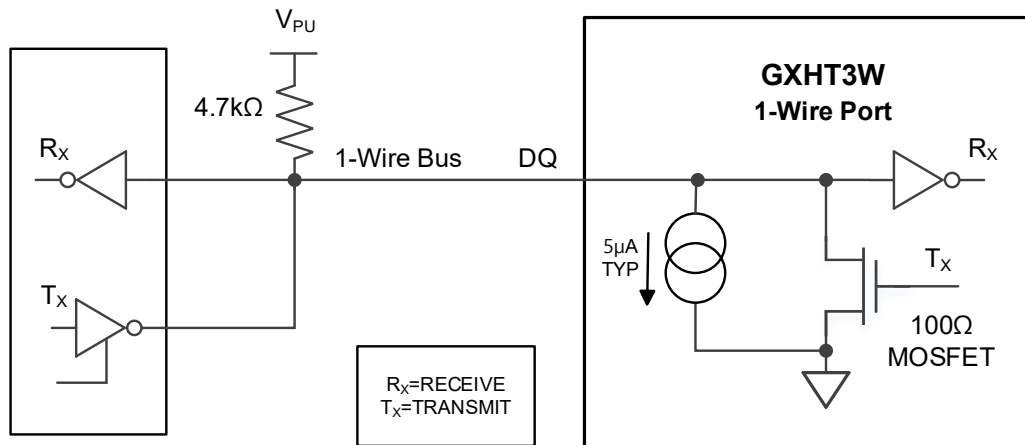 V_PU
4.7kΩ
R_X
1-Wire Bus
DQ
T_X
R_X=RECEIVE
T_X=TRANSMIT
GXHT3W
1-Wire Port
R_X
5µA
TYP
T_X
100Ω
MOSFET